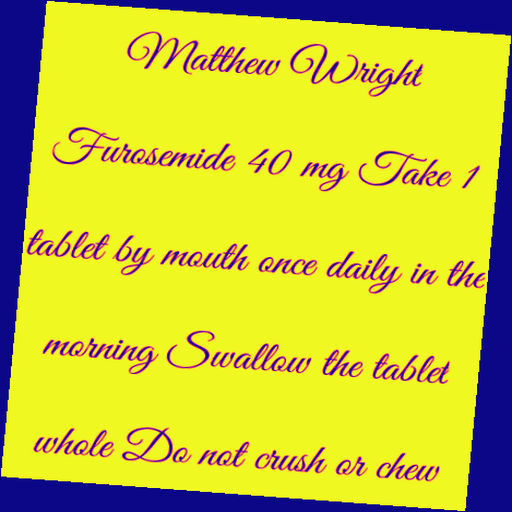 Matthew Wright
Furosemide 40 mg Take 1
tablet by mouth once daily in the
morning Swallow the tablet
whole Do not crush or chew